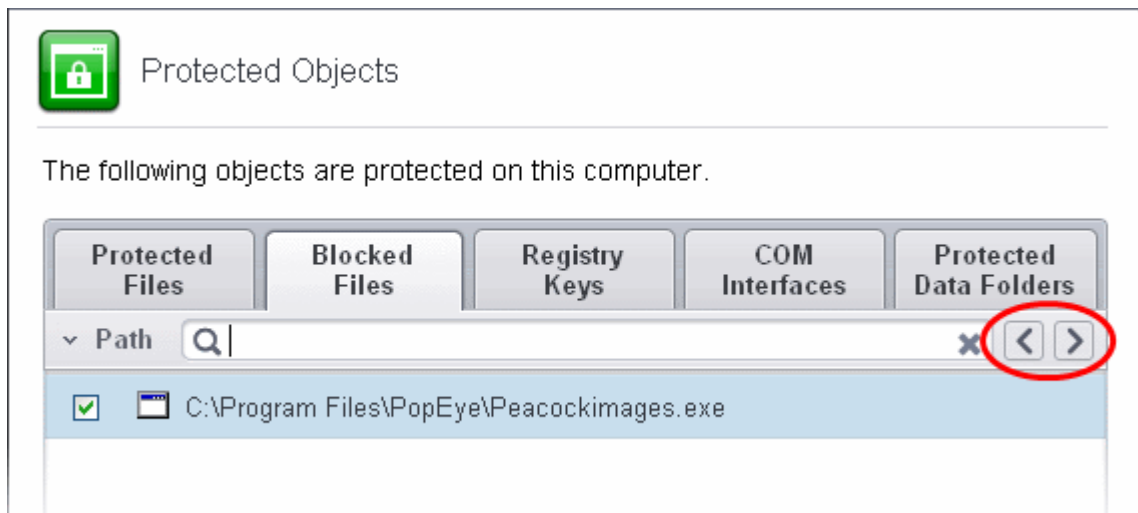 Protected Objects
The following objects are protected on this computer.
Protected Files
Blocked Files
Registry Keys
COM Interfaces
Protected Data Folders
Path
C:\Program Files\PopEye\Peacockimages.exe